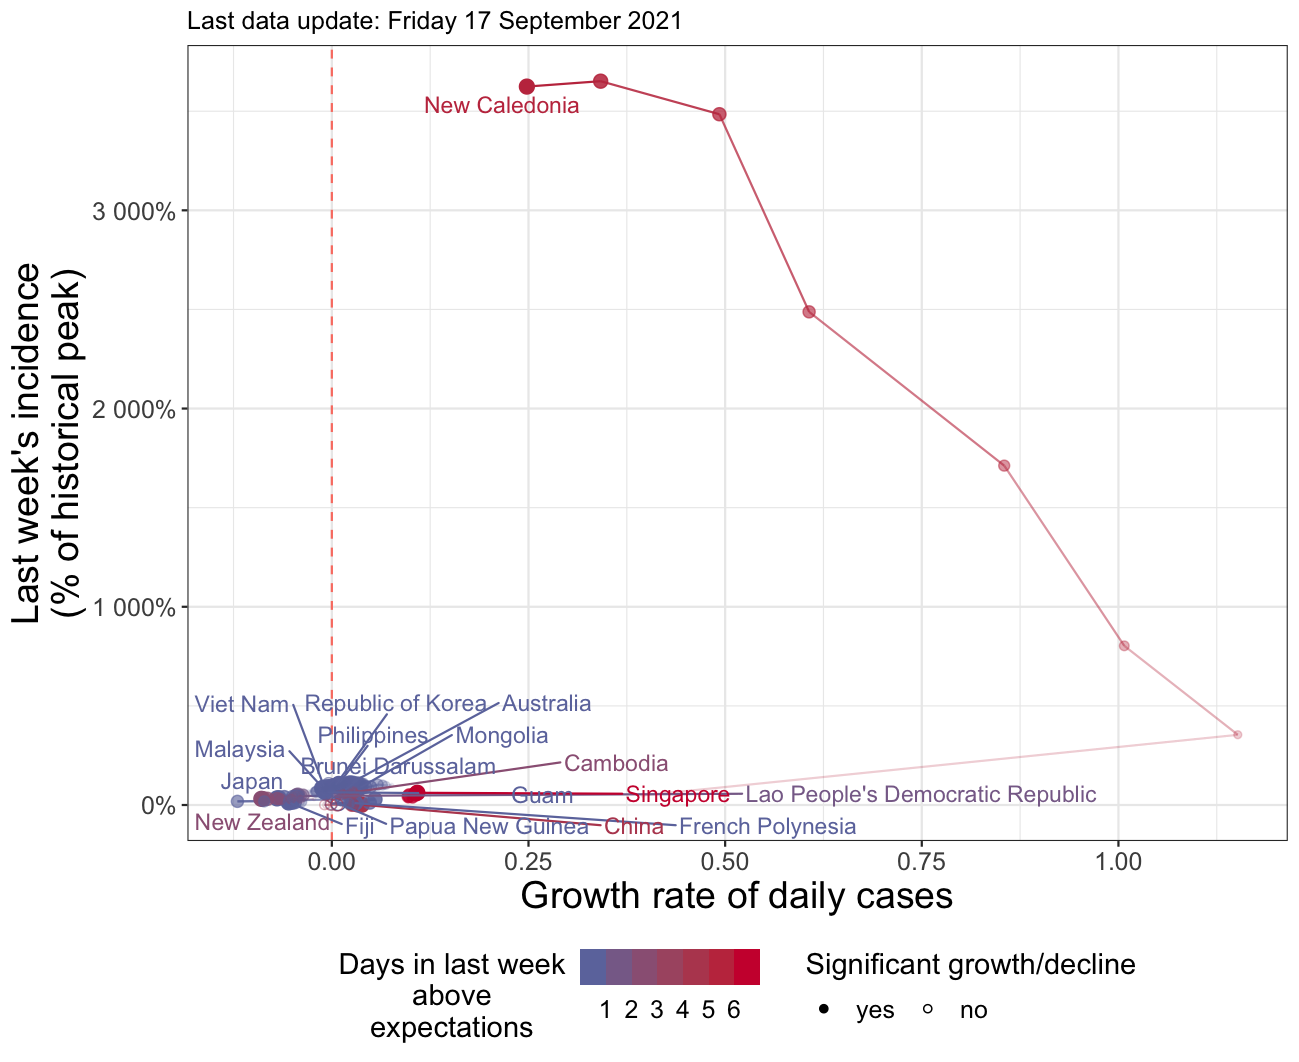 Last data update: Friday 17 September 2021
Last week's incidence
(% of historical peak)
3 000%
2 000%
1 000%
0%
New Caledonia
Viet Nam
Republic of Korea
Australia
Philippines
Mongolia
Malaysia
Brunei Darussalam
Cambodia
Japan
Guam
Singapore
Lao People's Democratic Republic
New Zealand
Fiji
Papua New Guinea
China
French Polynesia
0.00 0.25 0.50 0.75 1.00
Growth rate of daily cases
Days in last week
above
expectations
1 2 3 4 5 6
Significant growth/decline
yes no